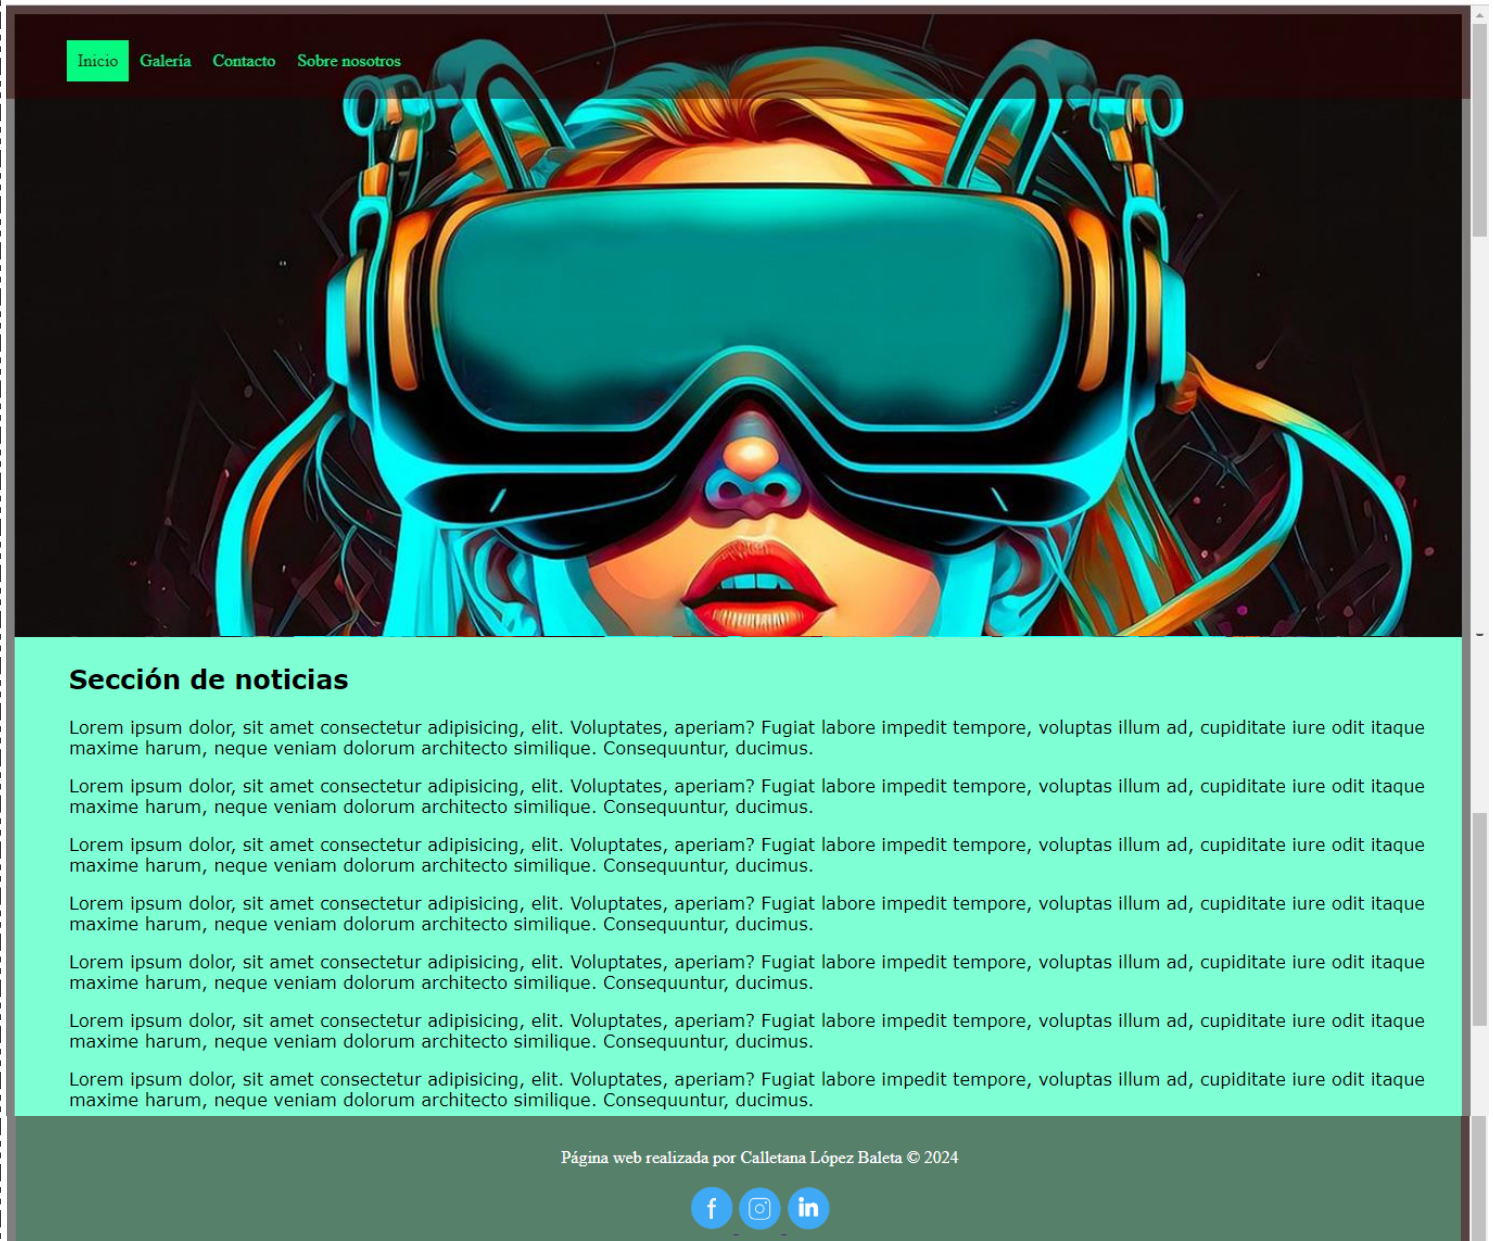 Inicio Galería Contacto Sobre nosotros
Sección de noticias
Lorem ipsum dolor, sit amet consectetur adipisicing, elit. Voluptates, aperiam? Fugiat labore impedit tempore, voluptas illum ad, cupiditate iure odit itaque
maxime harum, neque veniam dolorum architecto similique. Consequuntur, ducimus.
Lorem ipsum dolor, sit amet consectetur adipisicing, elit. Voluptates, aperiam? Fugiat labore impedit tempore, voluptas illum ad, cupiditate iure odit itaque
maxime harum, neque veniam dolorum architecto similique. Consequuntur, ducimus.
Lorem ipsum dolor, sit amet consectetur adipisicing, elit. Voluptates, aperiam? Fugiat labore impedit tempore, voluptas illum ad, cupiditate iure odit itaque
maxime harum, neque veniam dolorum architecto similique. Consequuntur, ducimus.
Lorem ipsum dolor, sit amet consectetur adipisicing, elit. Voluptates, aperiam? Fugiat labore impedit tempore, voluptas illum ad, cupiditate iure odit itaque
maxime harum, neque veniam dolorum architecto similique. Consequuntur, ducimus.
Lorem ipsum dolor, sit amet consectetur adipisicing, elit. Voluptates, aperiam? Fugiat labore impedit tempore, voluptas illum ad, cupiditate iure odit itaque
maxime harum, neque veniam dolorum architecto similique. Consequuntur, ducimus.
Lorem ipsum dolor, sit amet consectetur adipisicing, elit. Voluptates, aperiam? Fugiat labore impedit tempore, voluptas illum ad, cupiditate iure odit itaque
maxime harum, neque veniam dolorum architecto similique. Consequuntur, ducimus.
Lorem ipsum dolor, sit amet consectetur adipisicing, elit. Voluptates, aperiam? Fugiat labore impedit tempore, voluptas illum ad, cupiditate iure odit itaque
maxime harum, neque veniam dolorum architecto similique. Consequuntur, ducimus.
Página web realizada por Calletana López Baleta © 2024
f in